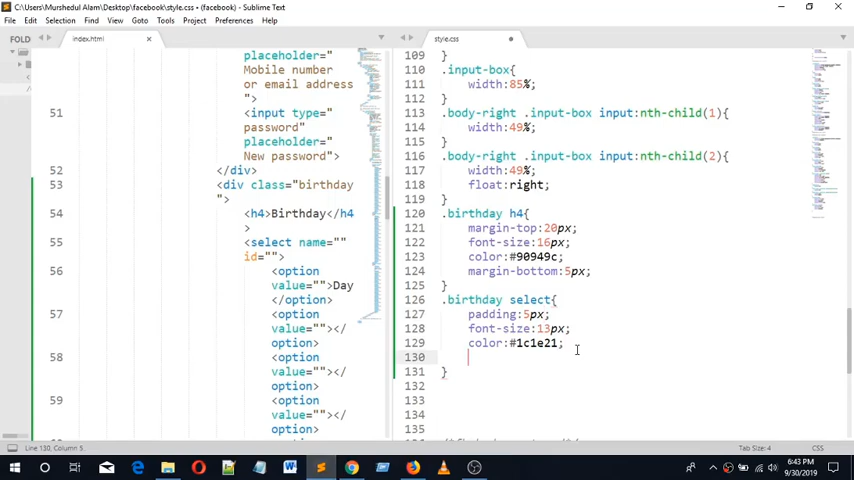 C:\Users\Murshedul Alam\Desktop\facebook\style.css • (facebook) - Sublime Text
File Edit Selection Find View Goto Tools Project Preferences Help
FOLD
index.html
style.css
placeholder="
Mobile number
or email address
">
51 <input type="
password"
placeholder="
New password">
52 </div>
53 <div class="birthday
">
54 <h4>Birthday</h4
>
55 <select name=""
id="">
56 <option
value="">Day
</option>
57 <option
value=""></
option>
58 <option
value=""></
option>
59 <option
value=""></
option>
<option
109 }
110 .input-box{
111 width:85%;
112 }
113 .body-right .input-box input:nth-child(1){
114 width:49%;
115 }
116 .body-right .input-box input:nth-child(2){
117 width:49%;
118 float:right;
119 }
120 .birthday h4{
121 margin-top:20px;
122 font-size:16px;
123 color:#90949c;
124 margin-bottom:5px;
125 }
126 .birthday select{
127 padding:5px;
128 font-size:13px;
129 color:#1c1e21;
130
131 }
132
133
134
135
Line 130, Column 5
Tab Size: 4
CSS
6:43 PM
9/30/2019